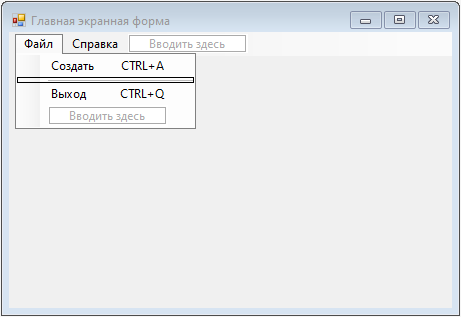 Главная экранная форма
Файл Справка Вводить здесь
Создать CTRL+A
Выход CTRL+Q
Вводить здесь